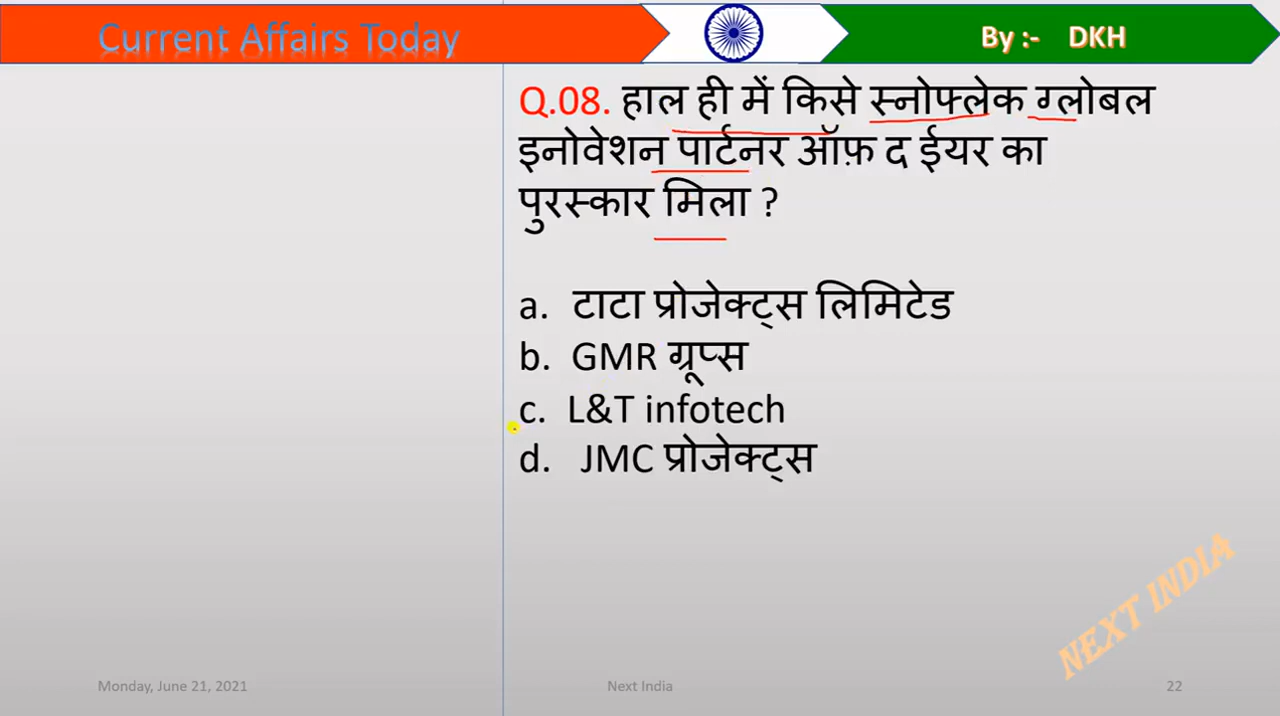 Current Affairs Today
By :- DKH
Q.08. हाल ही में किसे स्नोफ्लेक ग्लोबल
इनोवेशन पार्टनर ऑफ़ द ईयर का
पुरस्कार मिला ?
a. टाटा प्रोजेक्ट्स लिमिटेड
b. GMR ग्रूप्स
c. L&T infotech
d. JMC प्रोजेक्ट्स
NEXT INDIA
Monday, June 21, 2021
Next India
22